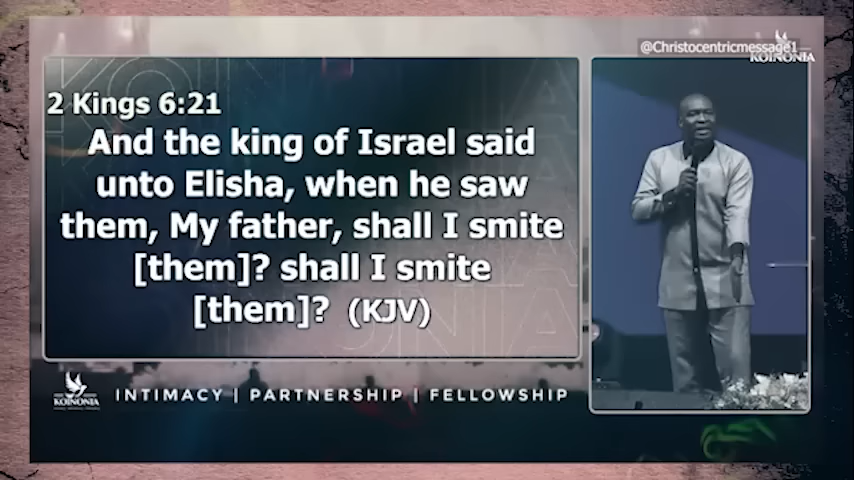 @Christocentricmessage1
KOINONIA
2 Kings 6:21
And the king of Israel said
unto Elisha, when he saw
them, My father, shall I smite
[them]? shall I smite
[them]? (KJV)
KOINONIA
INTIMACY | PARTNERSHIP | FELLOWSHIP